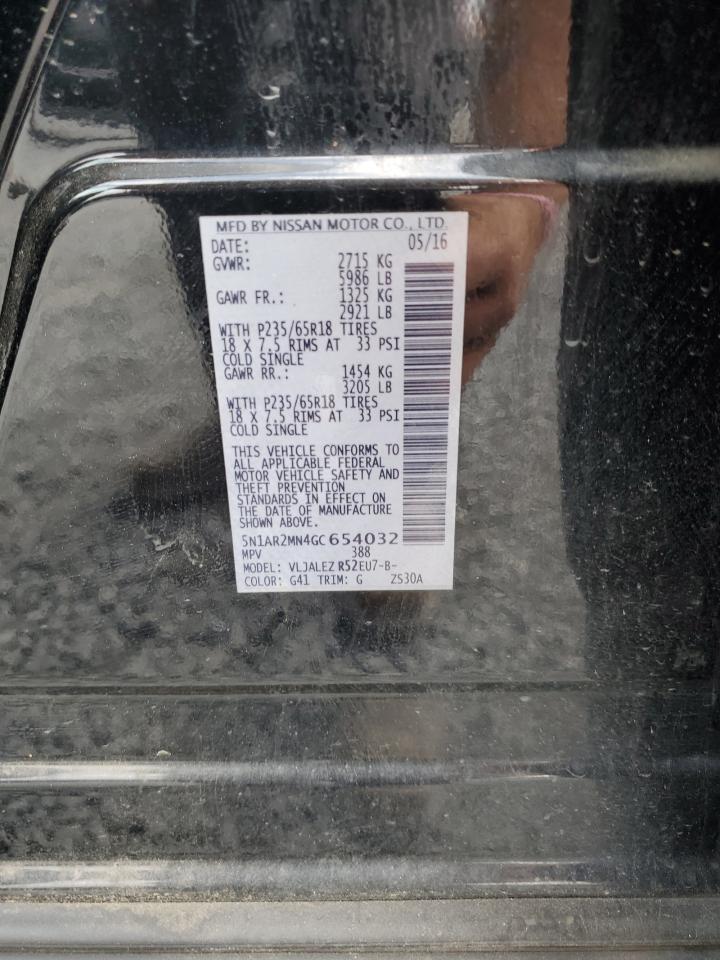 MFD BY NISSAN MOTOR CO., LTD.
DATE: 05/16
GVWR: 2715 KG
5986 LB
GAWR FR.: 1325 KG
2921 LB
WITH P235/65R18 TIRES
18 X 7.5 RIMS AT 33 PSI
COLD SINGLE
GAWR RR.: 1454 KG
3205 LB
WITH P235/65R18 TIRES
18 X 7.5 RIMS AT 33 PSI
COLD SINGLE
THIS VEHICLE CONFORMS TO
ALL APPLICABLE FEDERAL
MOTOR VEHICLE SAFETY AND
THEFT PREVENTION
STANDARDS IN EFFECT ON
THE DATE OF MANUFACTURE
SHOWN ABOVE.
5N1AR2MN4GC654032
MPV 388
MODEL: VLJALEZ R52EU7-B-
COLOR: G41 TRIM: G ZS30A